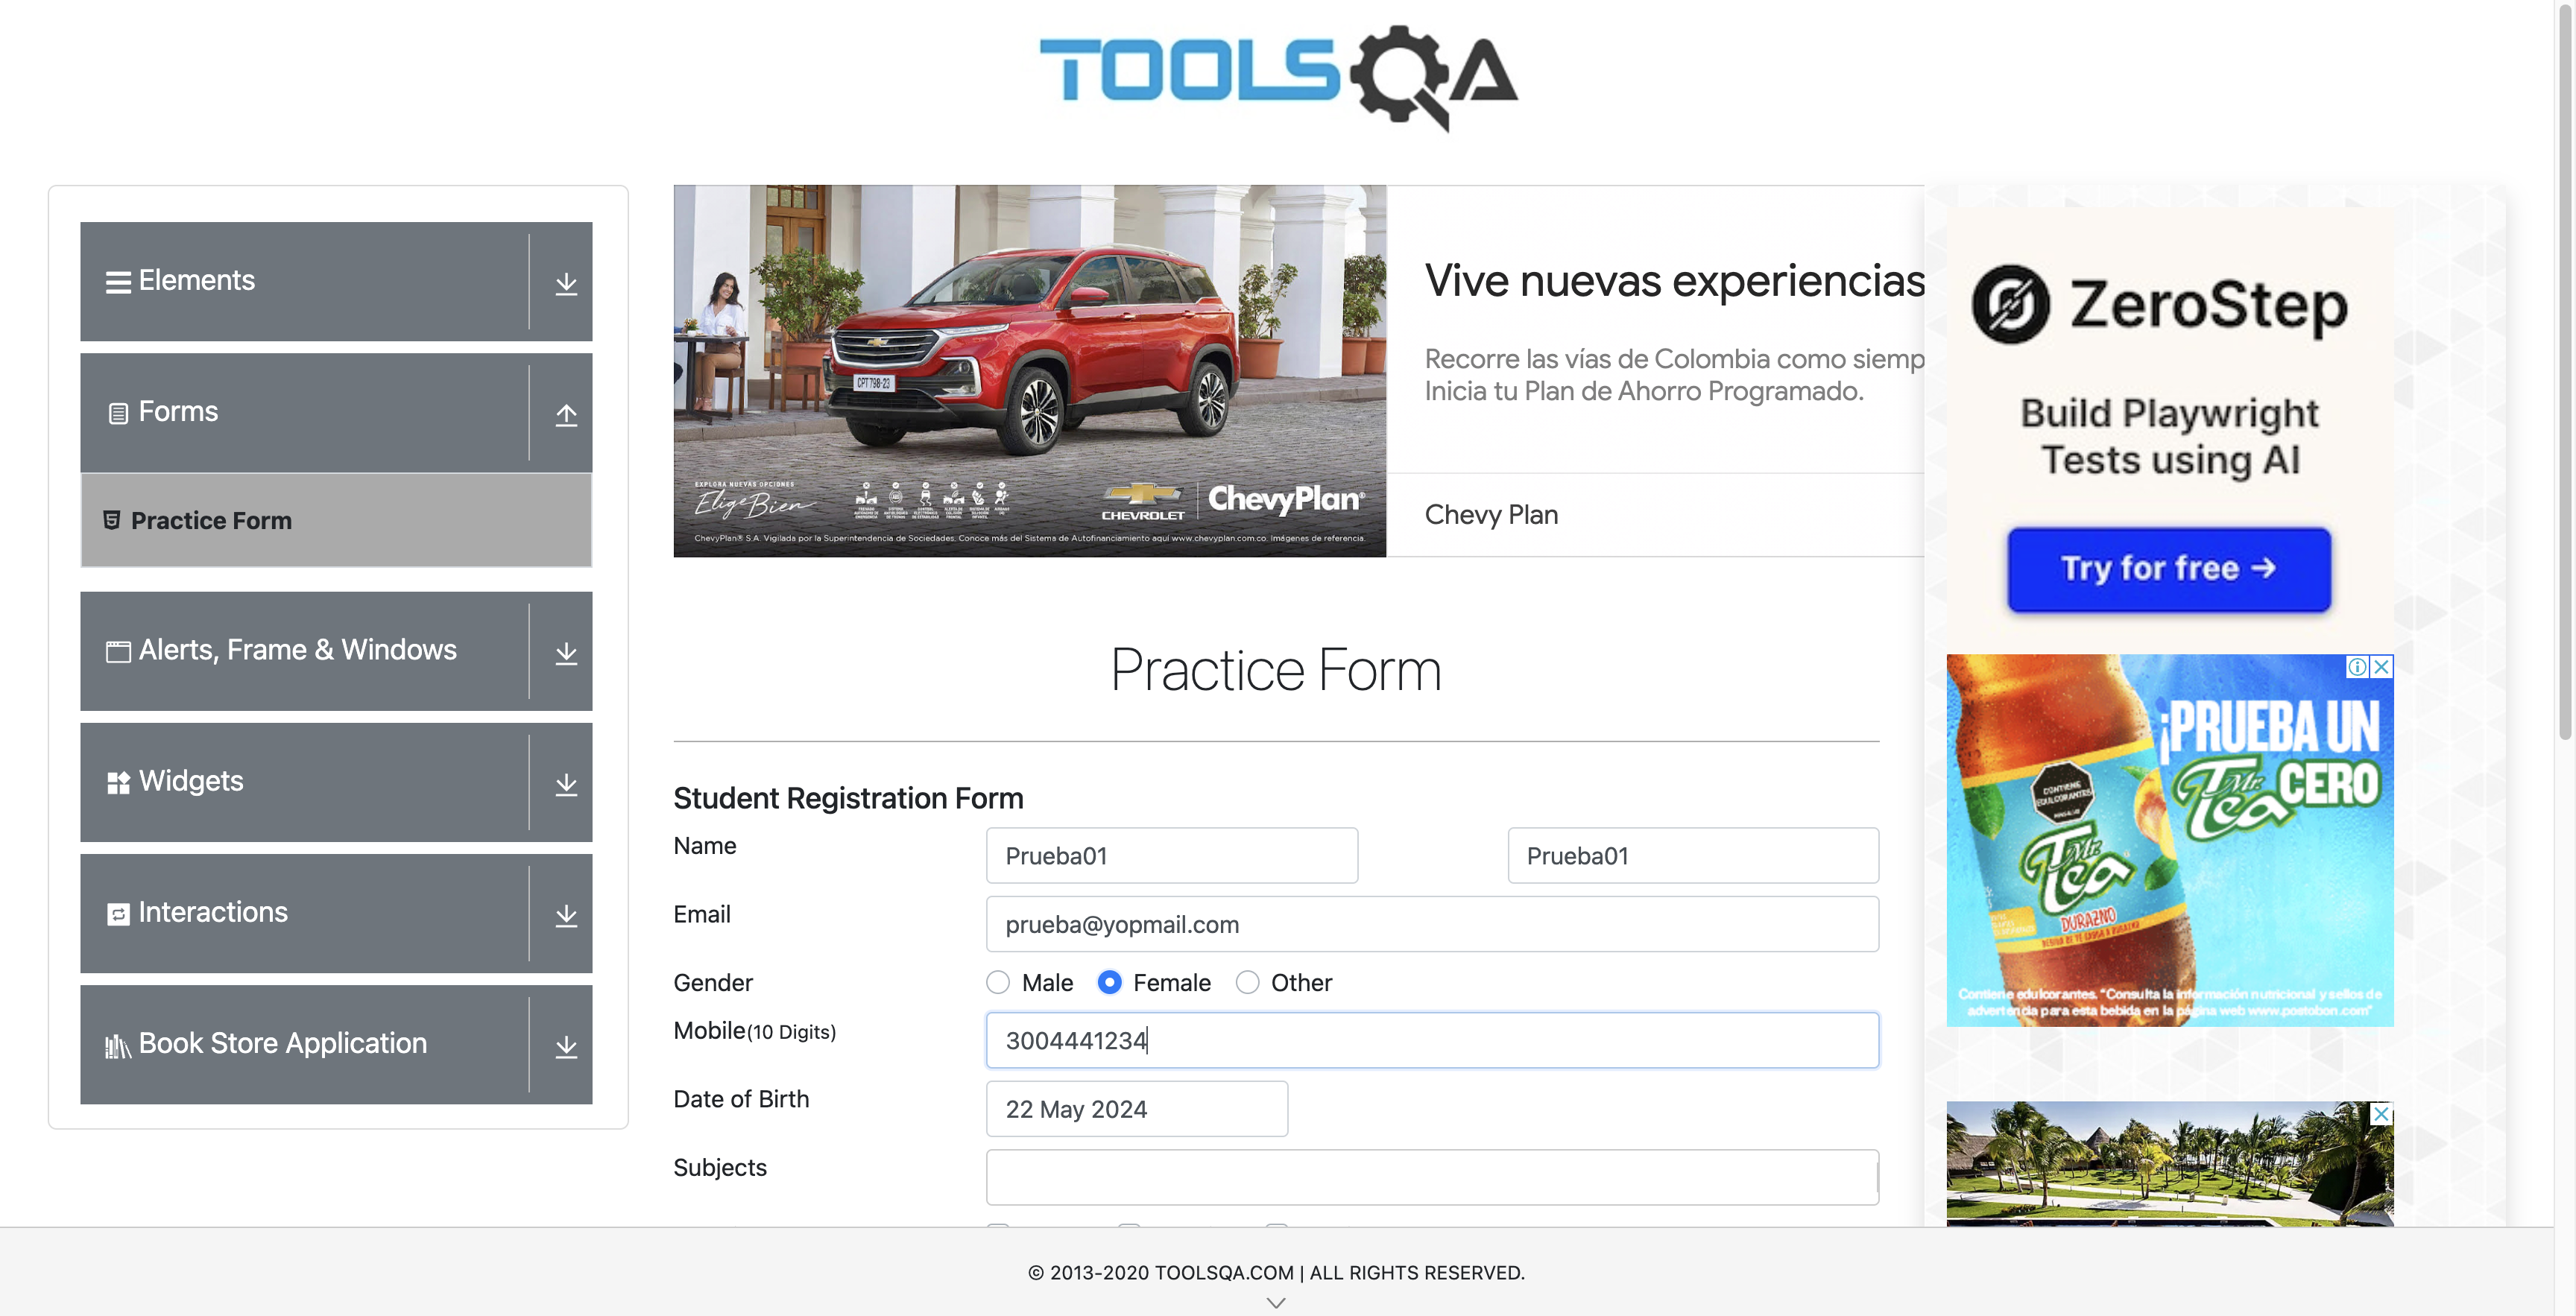 TOOLSQA
Elements
Forms
Practice Form
Alerts, Frame & Windows
Widgets
Interactions
Book Store Application
CPT 798-23
EXPLORA NUEVAS OPCIONES
Elige Bien
CHEVROLET
ChevyPlan®
ChevyPlan® S.A. Vigilada por la Superintendencia de Sociedades. Conoce más del Sistema de Autofinanciamiento aquí www.chevyplan.com.co. Imágenes de referencia.
Vive nuevas experiencias
Recorre las vías de Colombia como siemp
Inicia tu Plan de Ahorro Programado.
Chevy Plan
Practice Form
Student Registration Form
Name
Prueba01
Prueba01
Email
prueba@yopmail.com
Gender
Male
Female
Other
Mobile(10 Digits)
3004441234
Date of Birth
22 May 2024
Subjects
ZeroStep
Build Playwright
Tests using AI
Try for free →
¡PRUEBA UN
Mr. Tea CERO
CONTIENE EDULCORANTES
Mr. Tea
DURAZNO
Contiene edulcorantes. "Consulta la información nutricional y sellos de
advertencia para esta bebida en la página web www.postobon.com"
© 2013-2020 TOOLSQA.COM | ALL RIGHTS RESERVED.